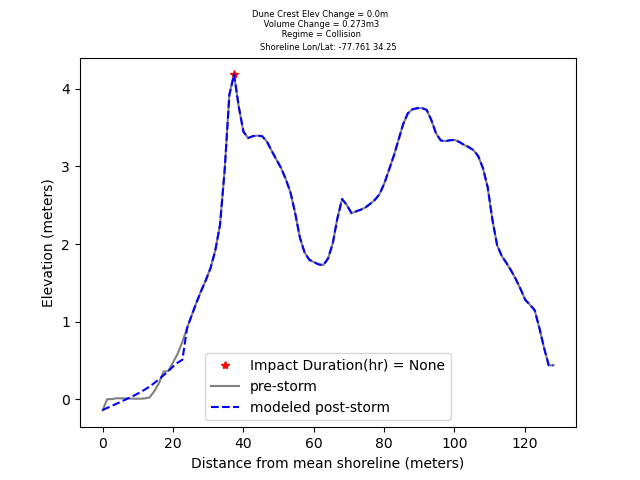 Dune Crest Elev Change = 0.0m
Volume Change = 0.273m3
Regime = Collision
Shoreline Lon/Lat: -77.761 34.25
4
3
2
1
0
Elevation (meters)
Impact Duration(hr) = None
pre-storm
modeled post-storm
0 20 40 60 80 100 120
Distance from mean shoreline (meters)